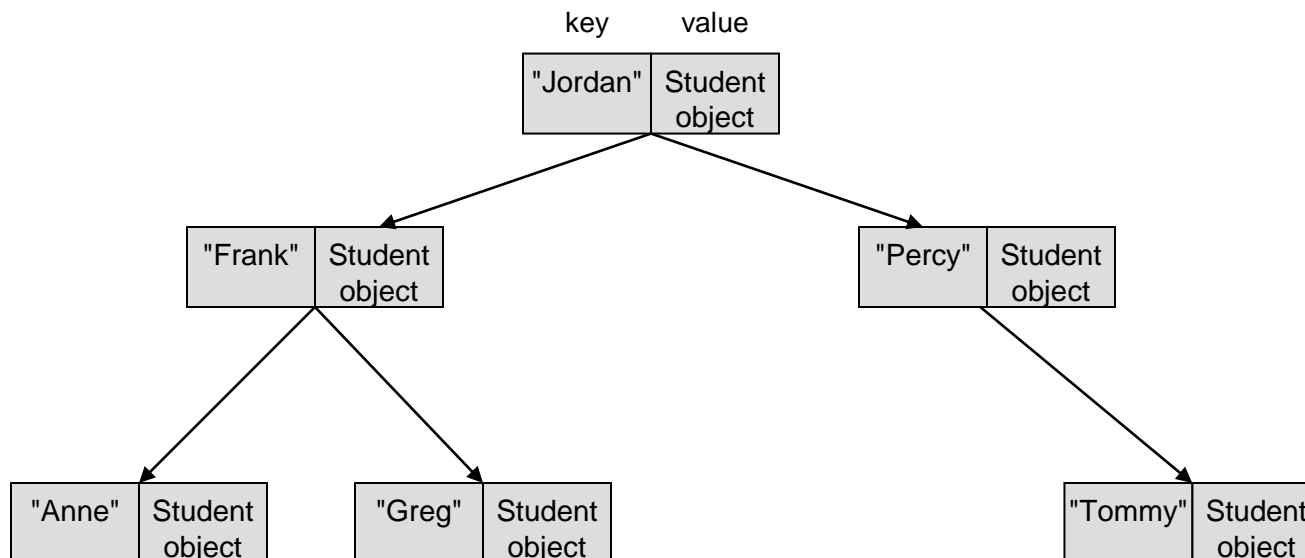 key value
"Jordan" Student
object
"Frank" Student
object
"Percy" Student
object
"Anne" Student
object
"Greg" Student
object
"Tommy" Student
object